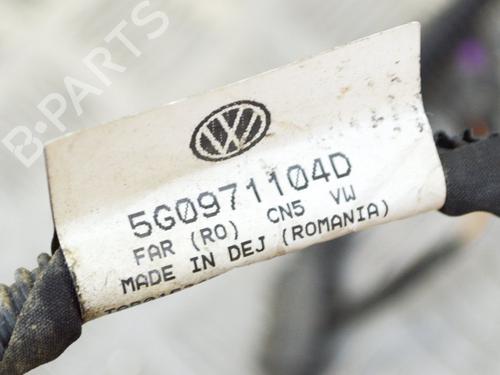 B-PARTS
5G0971104D
FAR (RO) CN5 VW
MADE IN DEJ (ROMANIA)